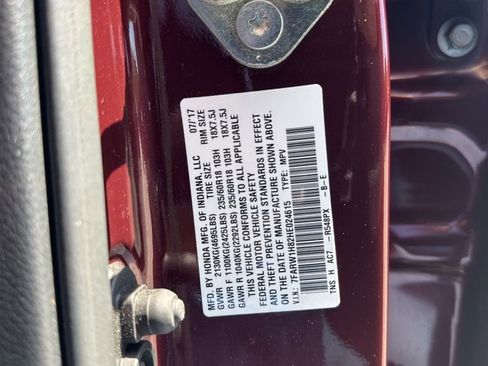 MFD. BY HONDA MFG. OF INDIANA, LLC 07/17
TIRE SIZE RIM SIZE
GVWR 2130KG(4695LBS)
GAWR F 1100KG(2425LBS) 235/60R18 103H 18X7.5J
GAWR R 1040KG(2292LBS) 235/60R18 103H 18X7.5J
THIS VEHICLE CONFORMS TO ALL APPLICABLE
FEDERAL MOTOR VEHICLE SAFETY
AND THEFT PREVENTION STANDARDS IN EFFECT
ON THE DATE OF MANUFACTURE SHOWN ABOVE.
V.I.N.: 7FARW1H82HE024615 TYPE: MPV
TNS H AC7 -R548PX -B-E